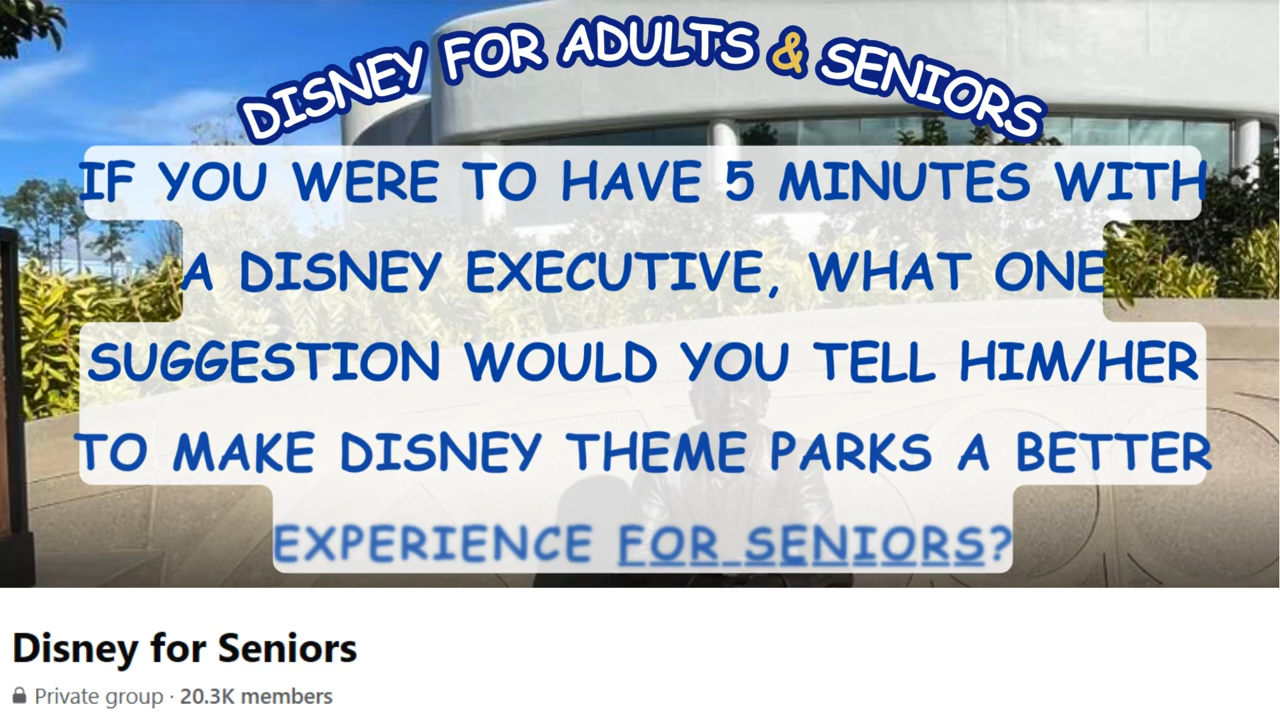 DISNEY FOR ADULTS & SENIORS
IF YOU WERE TO HAVE 5 MINUTES WITH
A DISNEY EXECUTIVE, WHAT ONE
SUGGESTION WOULD YOU TELL HIM/HER
TO MAKE DISNEY THEME PARKS A BETTER
EXPERIENCE FOR SENIORS?
Disney for Seniors
Private group · 20.3K members